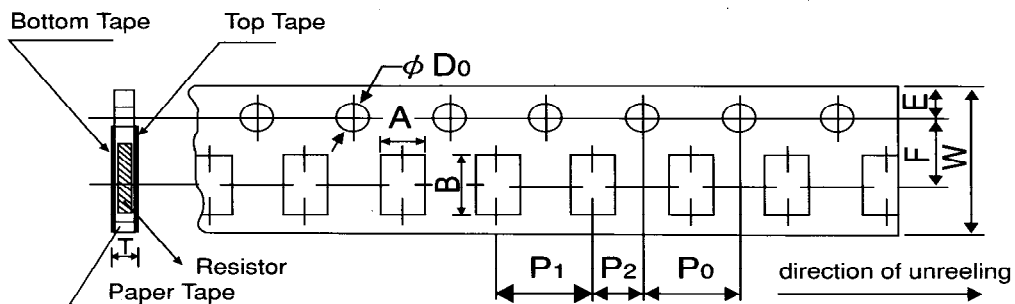 Bottom Tape
Top Tape
ϕ D0
A
B
E
F
W
T
Resistor
Paper Tape
P1
P2
P0
direction of unreeling